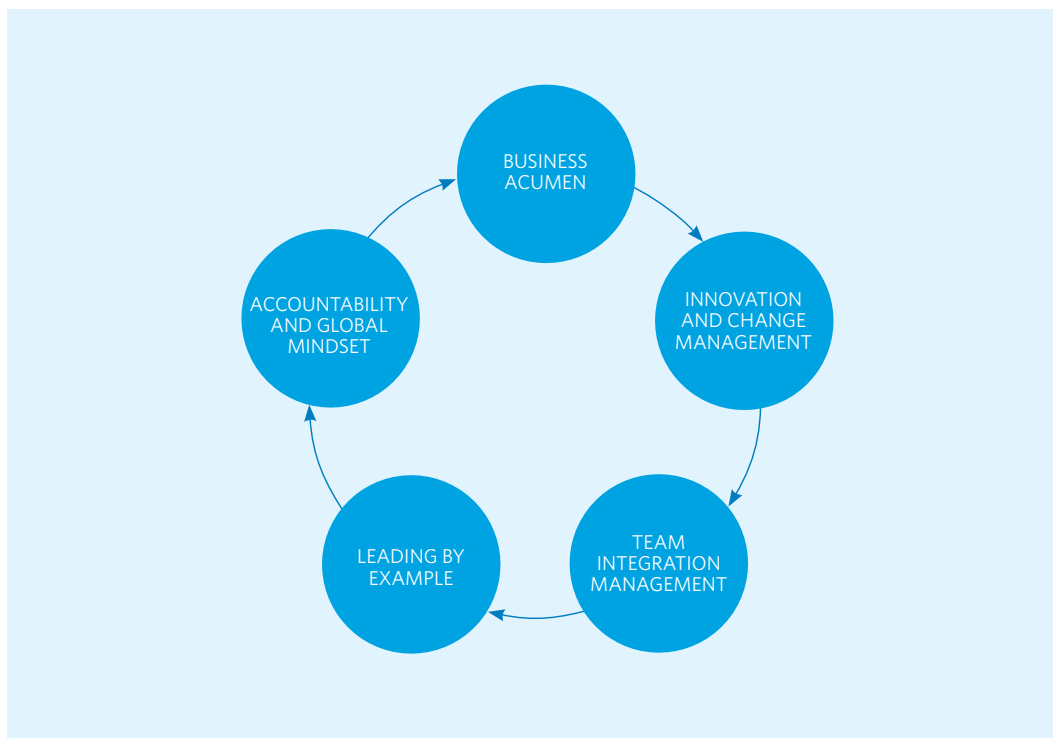 BUSINESS
ACUMEN
INNOVATION
AND CHANGE
MANAGEMENT
TEAM
INTEGRATION
MANAGEMENT
LEADING BY
EXAMPLE
ACCOUNTABILITY
AND GLOBAL
MINDSET